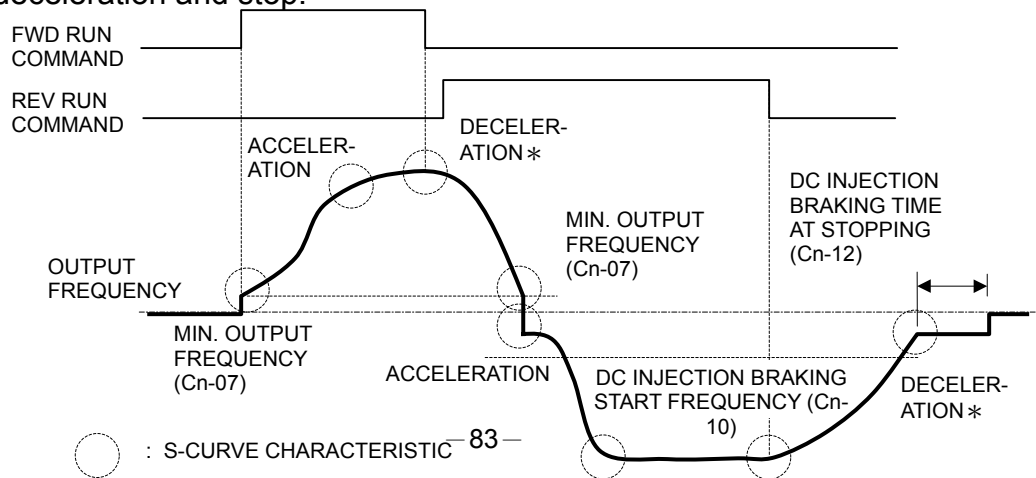 deceleration and stop.
FWD RUN
COMMAND
REV RUN
COMMAND
ACCELER-
ATION
DECELER-
ATION*
MIN. OUTPUT
FREQUENCY
(Cn-07)
DC INJECTION
BRAKING TIME
AT STOPPING
(Cn-12)
OUTPUT
FREQUENCY
MIN. OUTPUT
FREQUENCY
(Cn-07)
ACCELERATION
DC INJECTION BRAKING
START FREQUENCY (Cn-
10)
DECELER-
ATION*
: S-CURVE CHARACTERISTIC
－83－